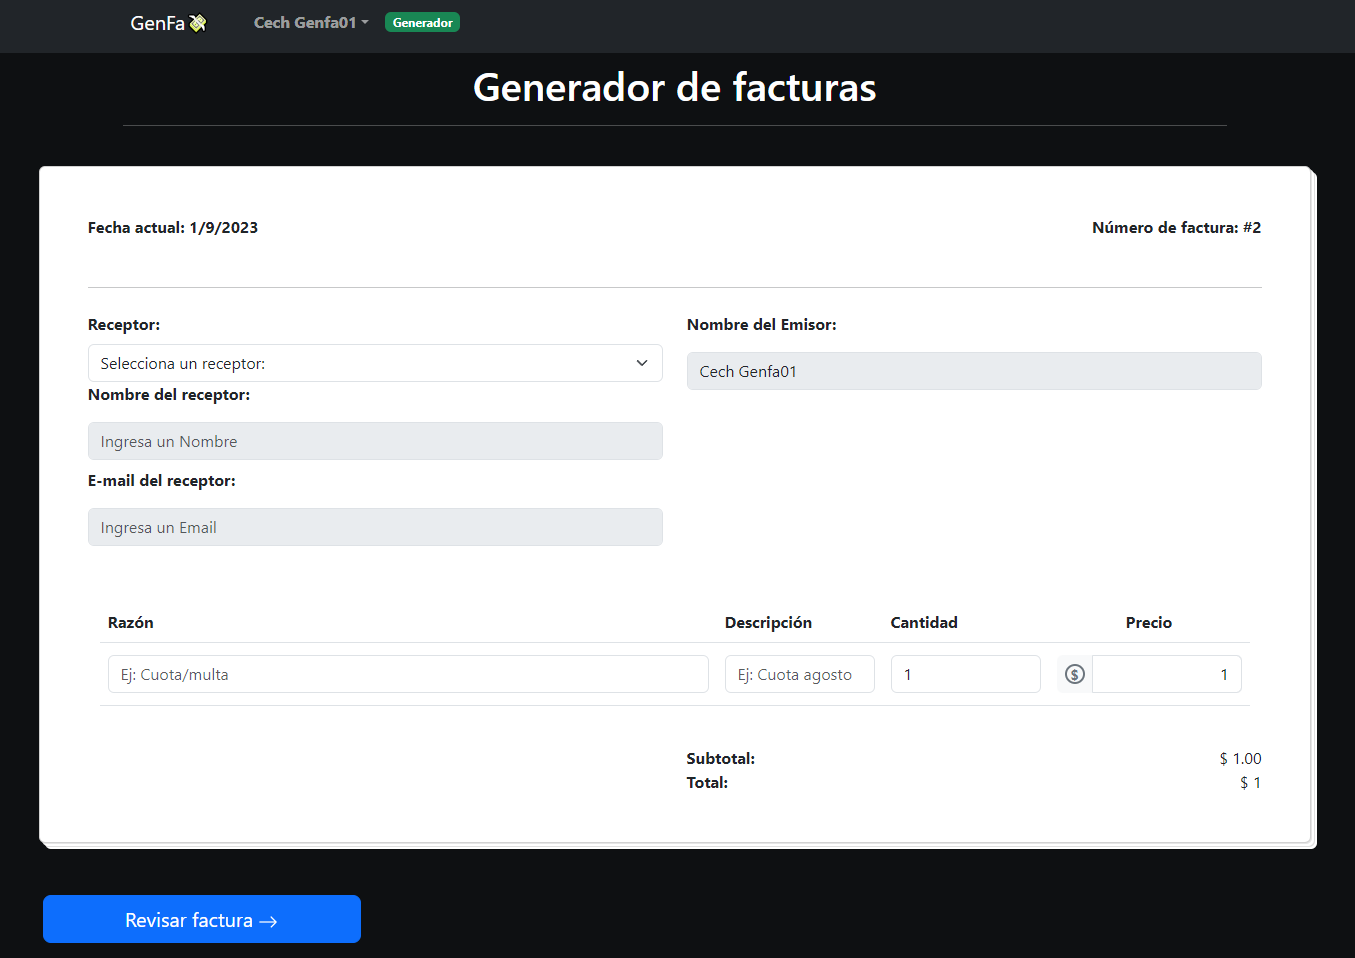 GenFa Cech Genfa01 Generador
Generador de facturas
Fecha actual: 1/9/2023 Número de factura: #2
Receptor: Nombre del Emisor:
Selecciona un receptor: Cech Genfa01
Nombre del receptor:
Ingresa un Nombre
E-mail del receptor:
Ingresa un Email
Razón Descripción Cantidad Precio
Ej: Cuota/multa Ej: Cuota agosto 1 $ 1
Subtotal: $ 1.00
Total: $ 1
Revisar factura →